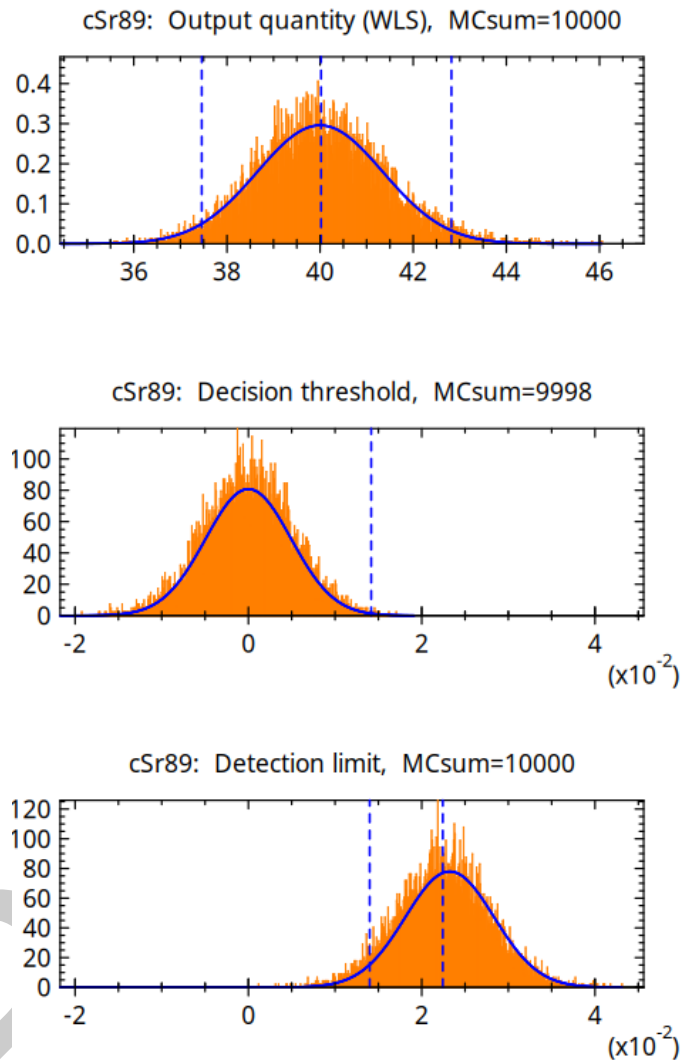 cSr89: Output quantity (WLS), MCsum=10000
0.4
0.3
0.2
0.1
0.0
36 38 40 42 44 46
cSr89: Decision threshold, MCsum=9998
100
80
60
40
20
0
-2 0 2 4
(x10⁻²)
cSr89: Detection limit, MCsum=10000
120
100
80
60
40
20
0
-2 0 2 4
(x10⁻²)